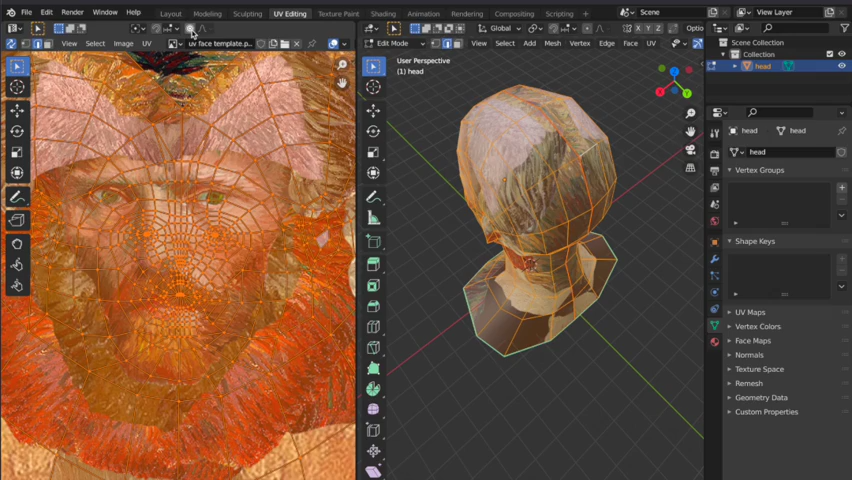 File Edit Render Window Help Layout Modeling Sculpting UV Editing Texture Paint Shading Animation Rendering Scene View Layer
Global Optio
View Select Image UV uv face template.p... Edit Mode View Select Add Mesh Vertex Edge Face UV
User Perspective
(1) head
X
Y
Z
Scene Collection
Collection
head
head head
head
Vertex Groups
Shape Keys
UV Maps
Vertex Colors
Face Maps
Normals
Texture Space
Remesh
Geometry Data
Custom Properties